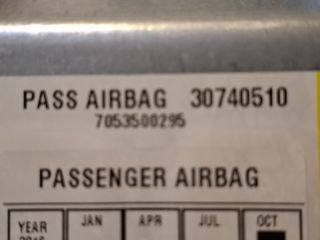 PASS AIRBAG 30740510
7053500295
PASSENGER AIRBAG
YEAR JAN APR JUL OCT